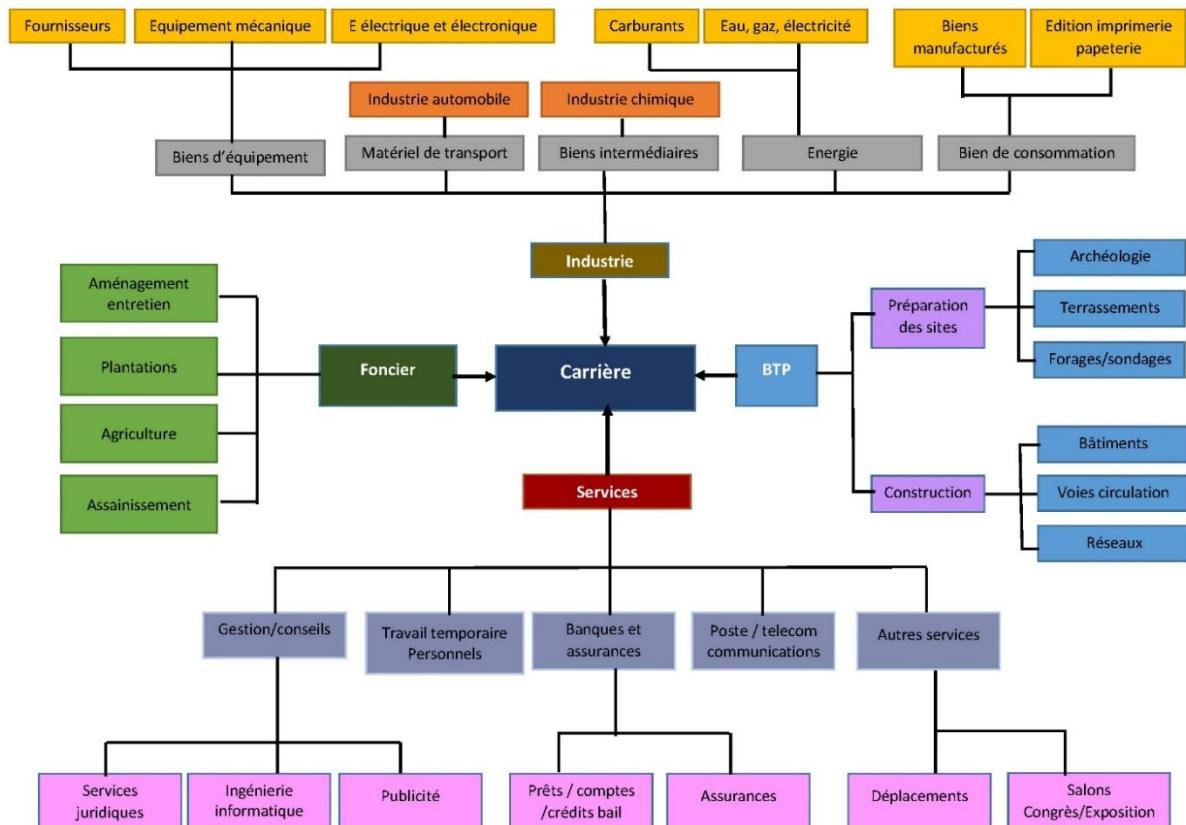 Fournisseurs
Equipement mécanique
E électrique et électronique
Carburants
Eau, gaz, électricité
Biens
manufacturés
Edition imprimerie
papeterie
Industrie automobile
Industrie chimique
Biens d'équipement
Matériel de transport
Biens intermédiaires
Energie
Bien de consommation
Industrie
Aménagement
entretien
Plantations
Agriculture
Assainissement
Foncier
Carrière
BTP
Préparation
des sites
Construction
Archéologie
Terrassements
Forages/sondages
Bâtiments
Voies circulation
Réseaux
Services
Gestion/conseils
Travail temporaire
Personnels
Banques et
assurances
Poste / telecom
communications
Autres services
Services
juridiques
Ingénierie
informatique
Publicité
Prêts / comptes
/crédits bail
Assurances
Déplacements
Salons
Congrès/Exposition